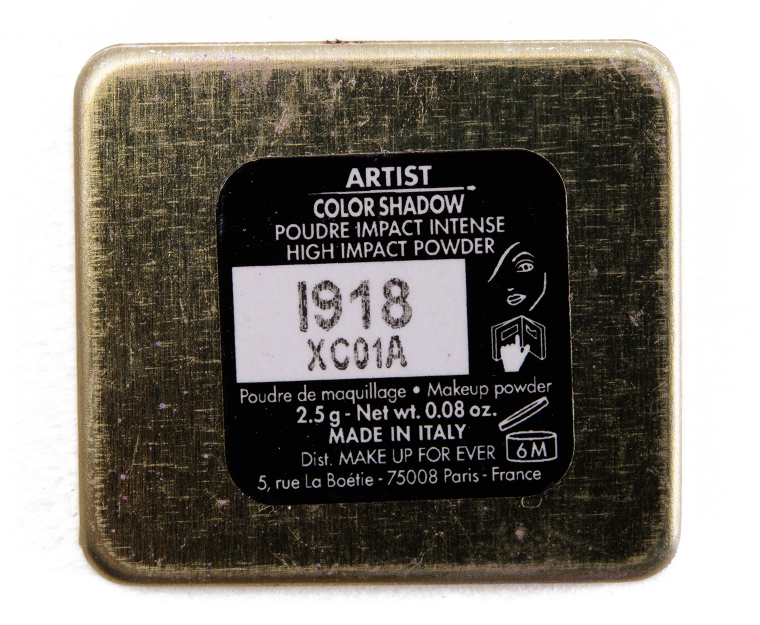 ARTIST
COLOR SHADOW
POUDRE IMPACT INTENSE
HIGH IMPACT POWDER
I918
XC01A
Poudre de maquillage • Makeup powder
2.5 g - Net wt. 0.08 oz.
MADE IN ITALY
Dist. MAKE UP FOR EVER
6M
5, rue La Boétie - 75008 Paris - France